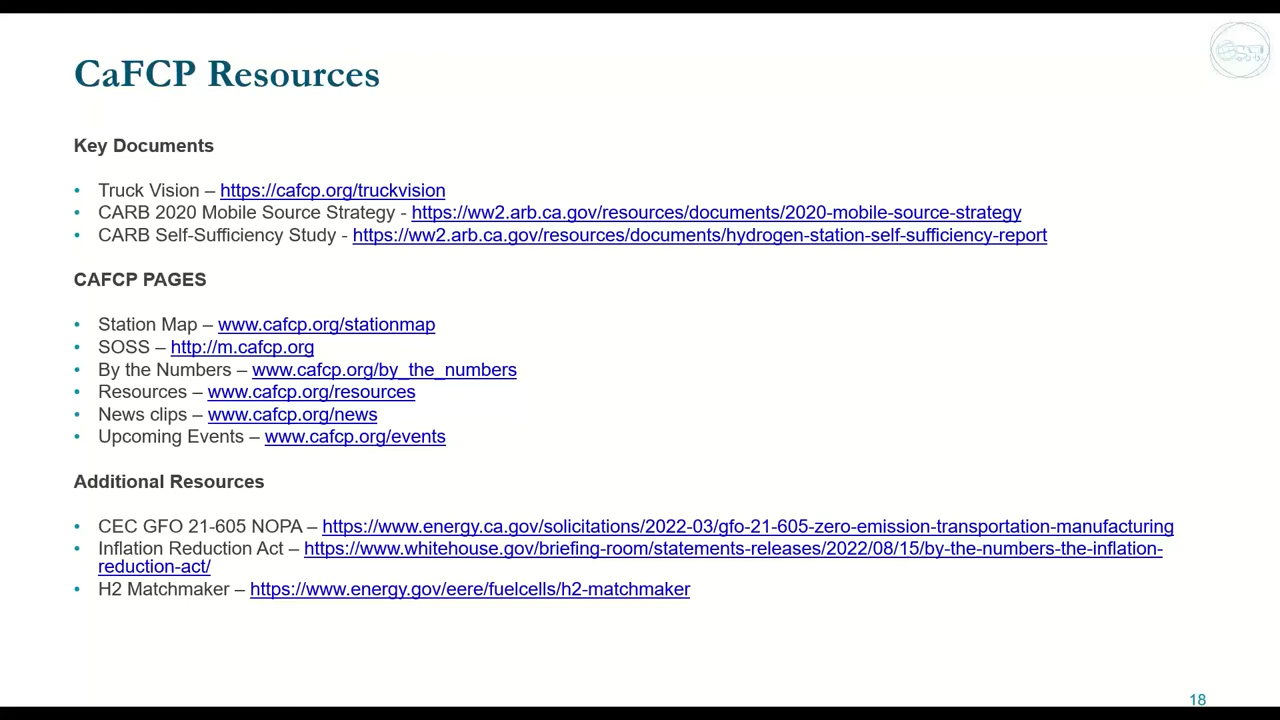 CaFCP Resources
Key Documents
• Truck Vision – https://cafcp.org/truckvision
• CARB 2020 Mobile Source Strategy - https://ww2.arb.ca.gov/resources/documents/2020-mobile-source-strategy
• CARB Self-Sufficiency Study - https://ww2.arb.ca.gov/resources/documents/hydrogen-station-self-sufficiency-report
CAFCP PAGES
• Station Map – www.cafcp.org/stationmap
• SOSS – http://m.cafcp.org
• By the Numbers – www.cafcp.org/by_the_numbers
• Resources – www.cafcp.org/resources
• News clips – www.cafcp.org/news
• Upcoming Events – www.cafcp.org/events
Additional Resources
• CEC GFO 21-605 NOPA – https://www.energy.ca.gov/solicitations/2022-03/gfo-21-605-zero-emission-transportation-manufacturing
• Inflation Reduction Act – https://www.whitehouse.gov/briefing-room/statements-releases/2022/08/15/by-the-numbers-the-inflation-
reduction-act/
• H2 Matchmaker – https://www.energy.gov/eere/fuelcells/h2-matchmaker
18